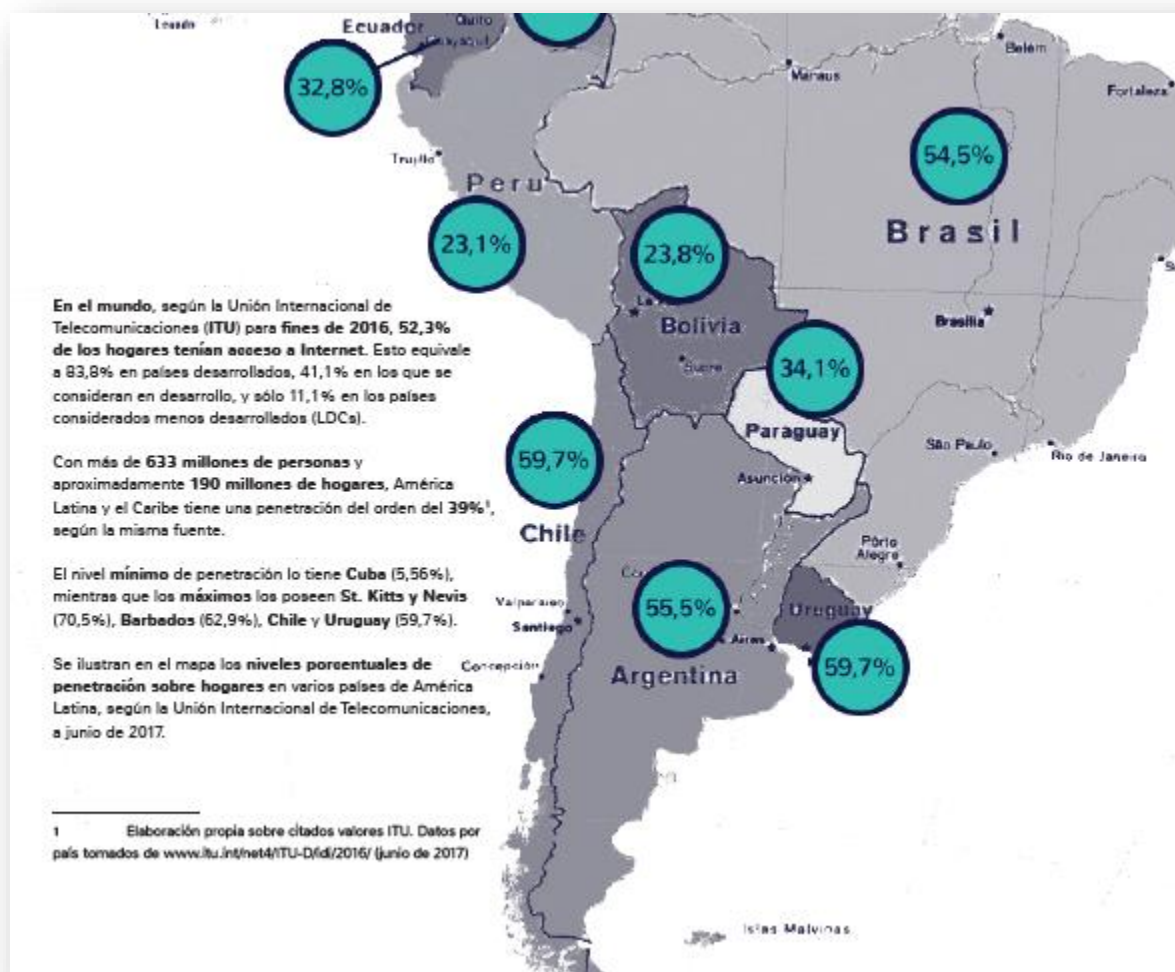 Quito
Ecuador
Guayaquil
32,8%
Belém
Manaus
Fortaleza
54,5%
Trujillo
Peru
Brasil
23,1%
23,8%
Bolivia
Brasilia
Sucre
34,1%
En el mundo, según la Unión Internacional de
Telecomunicaciones (ITU) para fines de 2016, 52,3%
de los hogares tenían acceso a Internet. Esto equivale
a 83,8% en países desarrollados, 41,1% en los que se
consideran en desarrollo, y sólo 11,1% en los países
considerados menos desarrollados (LDCs).
Con más de 633 millones de personas y
aproximadamente 190 millones de hogares, América
Latina y el Caribe tiene una penetración del orden del 39%¹,
según la misma fuente.
El nivel mínimo de penetración lo tiene Cuba (5,56%),
mientras que los máximos los poseen St. Kitts y Nevis
(70,5%), Barbados (62,9%), Chile y Uruguay (59,7%).
Se ilustran en el mapa los niveles porcentuales de
penetración sobre hogares en varios países de América
Latina, según la Unión Internacional de Telecomunicaciones,
a junio de 2017.
Paraguay
São Paulo
Rio de Janeiro
59,7%
Asunción
Chile
Pôrto
Alegre
Valparaiso
Santiago
55,5%
Aires
Uruguay
Concepción
Argentina
59,7%
1 Elaboración propia sobre citados valores ITU. Datos por
país tomados de www.itu.int/net4/ITU-D/idi/2016/ (junio de 2017)
Islas Malvinas